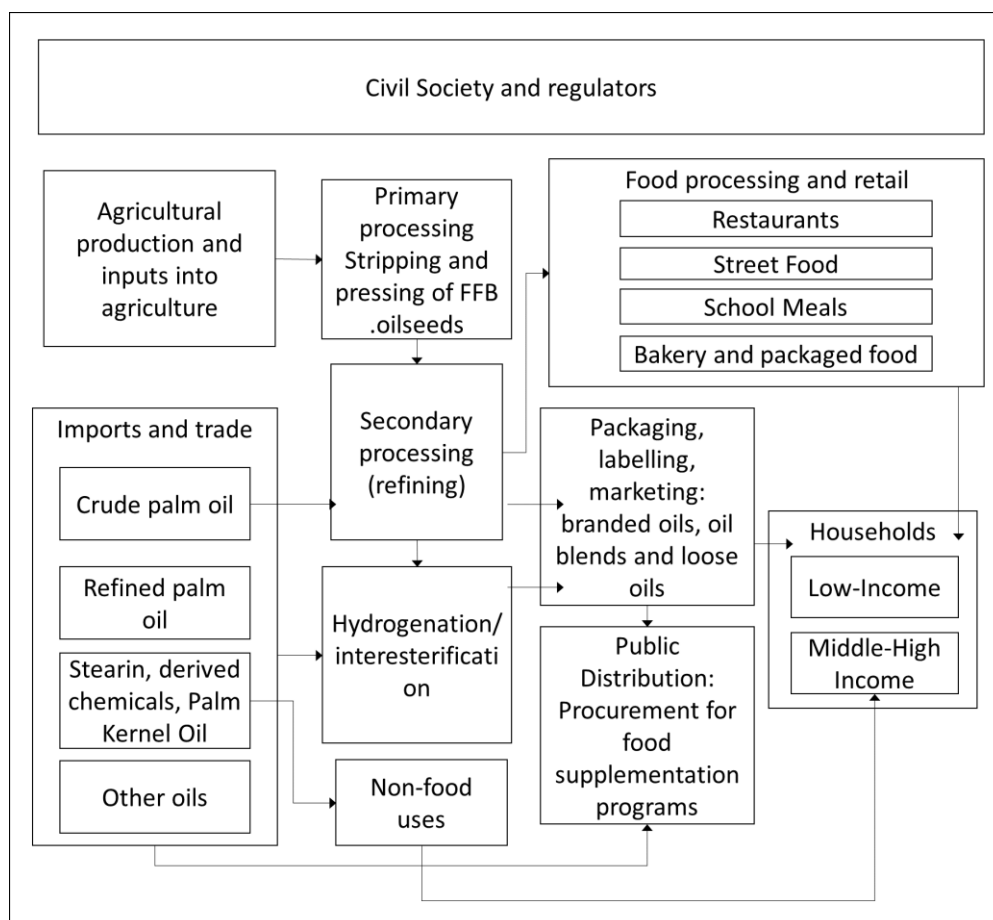 Civil Society and regulators
Agricultural
production and
inputs into
agriculture
Primary
processing
Stripping and
pressing of FFB
.oilseeds
Food processing and retail
Restaurants
Street Food
School Meals
Bakery and packaged food
Imports and trade
Crude palm oil
Refined palm
oil
Stearin, derived
chemicals, Palm
Kernel Oil
Other oils
Secondary
processing
(refining)
Hydrogenation/
interesterificati
on
Non-food
uses
Packaging,
labelling,
marketing:
branded oils, oil
blends and loose
oils
Public
Distribution:
Procurement for
food
supplementation
programs
Households
Low-Income
Middle-High
Income